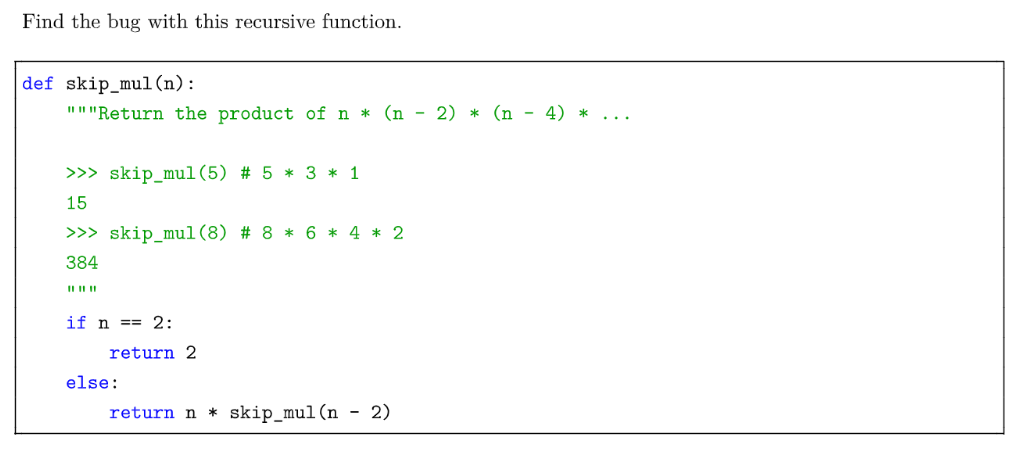 Find the bug with this recursive function.
def skip_mul(n):
    """Return the product of n * (n - 2) * (n - 4) * ...

    >>> skip_mul(5) # 5 * 3 * 1
    15
    >>> skip_mul(8) # 8 * 6 * 4 * 2
    384
    """
    if n == 2:
        return 2
    else:
        return n * skip_mul(n - 2)